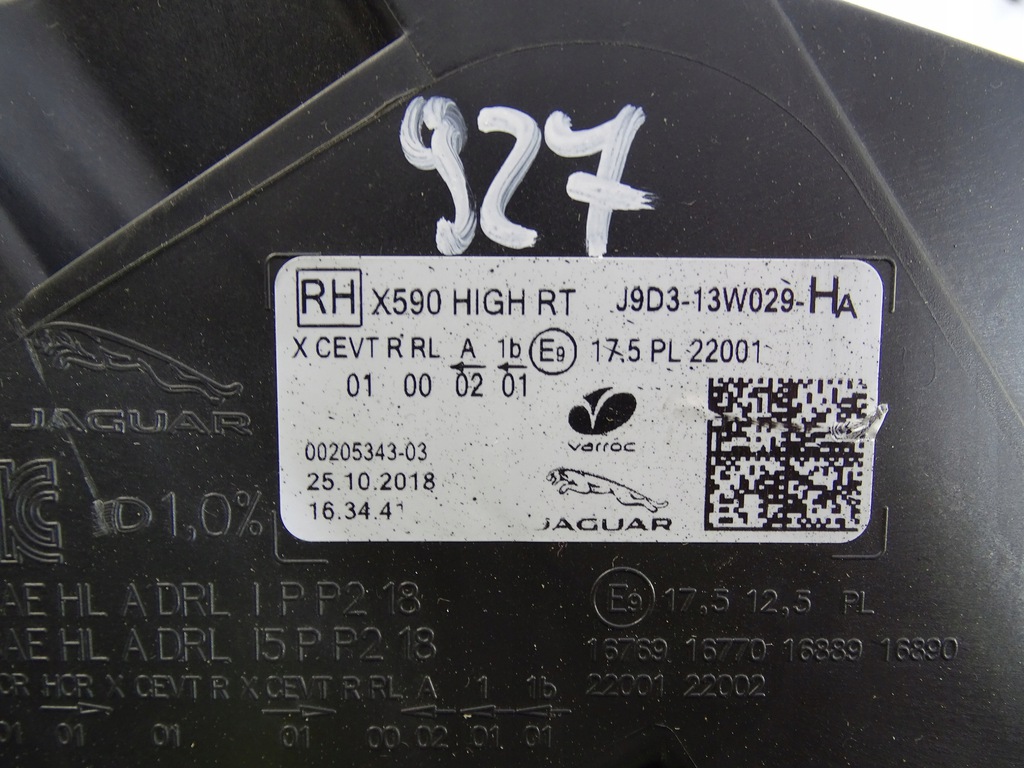 927
RH X590 HIGH RT J9D3-13W029-HA
X CEVT R RL A 1b E9 17.5 PL 22001
01 00 02 01
varroc
00205343-03
25.10.2018
16.34.41
JAGUAR
JAGUAR
1,0%
AE HL A DRL I P P2 18
AE HL A DRL I5 P P2 18
CR HCR X CEVT R X CEVT R RL A 1 1b
01 01 01 01 00 02 01 01
E9 17,5 12,5 PL
16769 16770 16889 16890
22001 22002